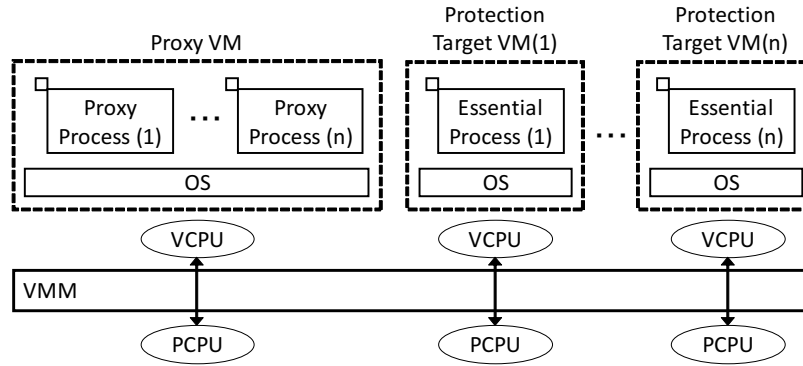 Proxy VM
Protection
Target VM(1)
Protection
Target VM(n)
Proxy
Process (1)
...
Proxy
Process (n)
Essential
Process (1)
...
Essential
Process (n)
OS
OS
OS
VCPU
VCPU
VCPU
VMM
PCPU
PCPU
PCPU